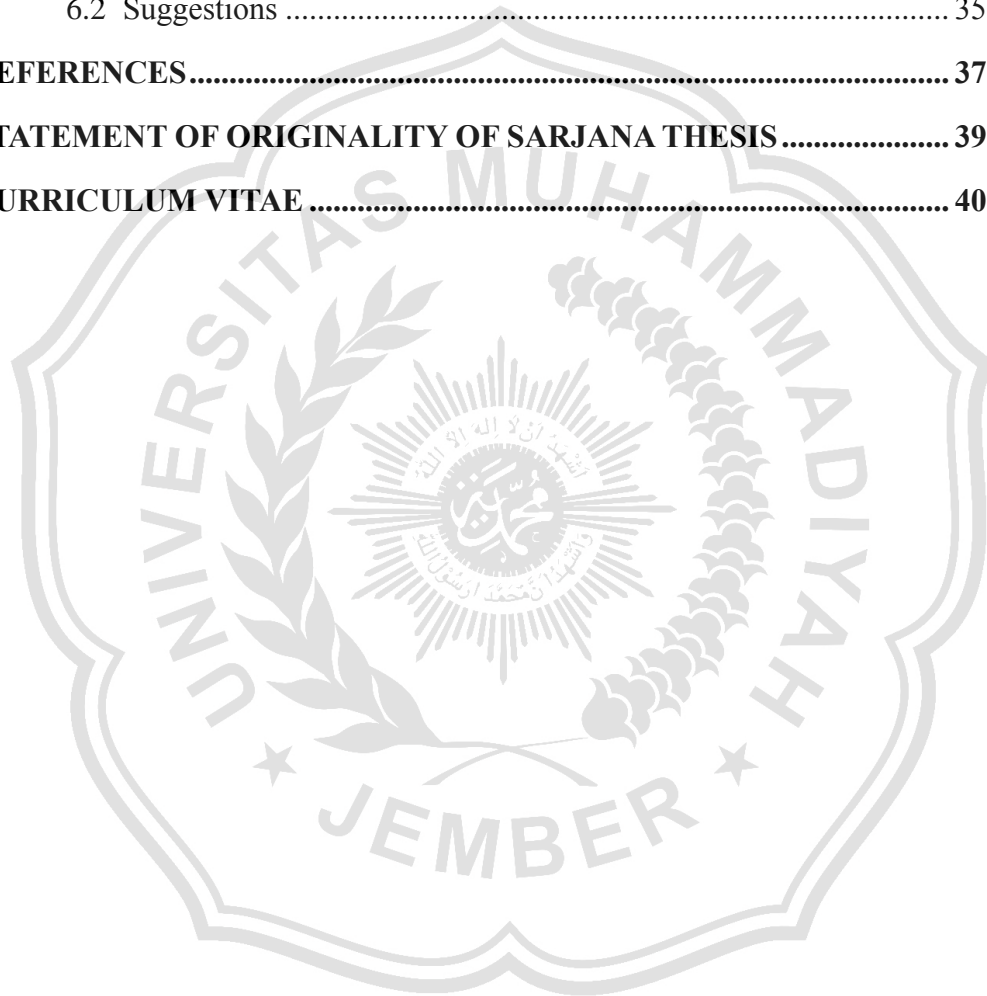 6.2 Suggestions .......................................................................................... 35
EFERENCES................................................................................................ 37
TATEMENT OF ORIGINALITY OF SARJANA THESIS ..................... 39
URRICULUM VITAE ................................................................................. 40
UNIVERSITAS MUHAMMADIYAH
JEMBER